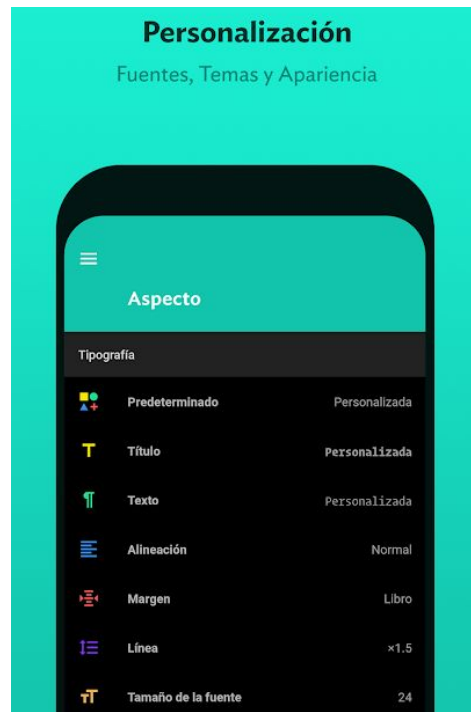 Personalización
Fuentes, Temas y Apariencia
Aspecto
Tipografía
Predeterminado Personalizada
Título Personalizada
Texto Personalizada
Alineación Normal
Margen Libro
Línea ×1.5
Tamaño de la fuente 24